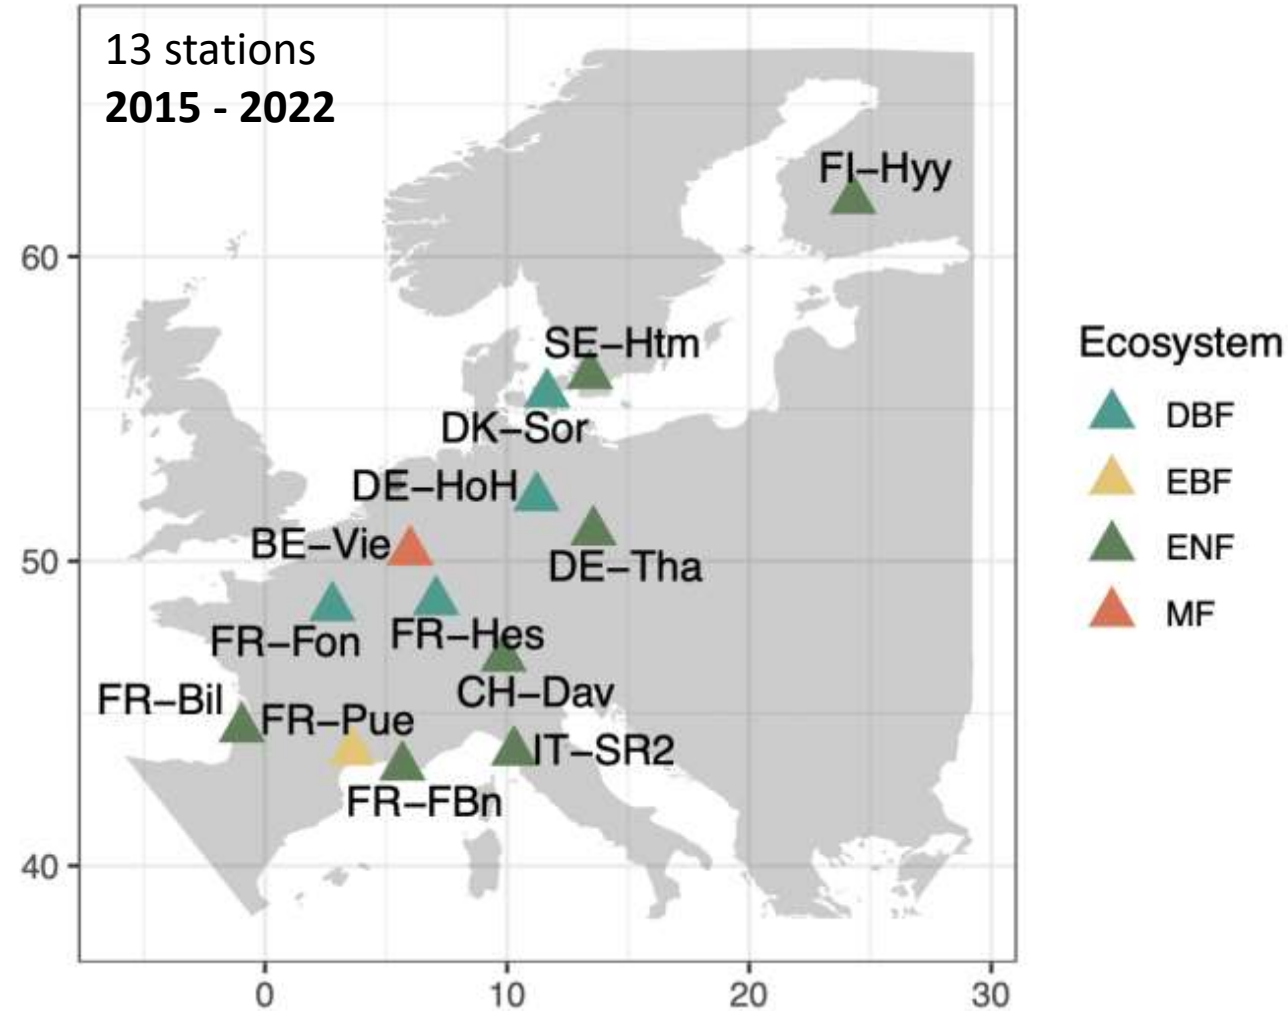 13 stations
2015 - 2022
FI–Hyy
60
SE–Htm
DK–Sor
DE–HoH
BE–Vie
50
DE–Tha
FR–Fon
FR–Hes
CH–Dav
FR–Bil
FR–Pue
IT–SR2
FR–FBn
40
0
10
20
30
Ecosystem
DBF
EBF
ENF
MF